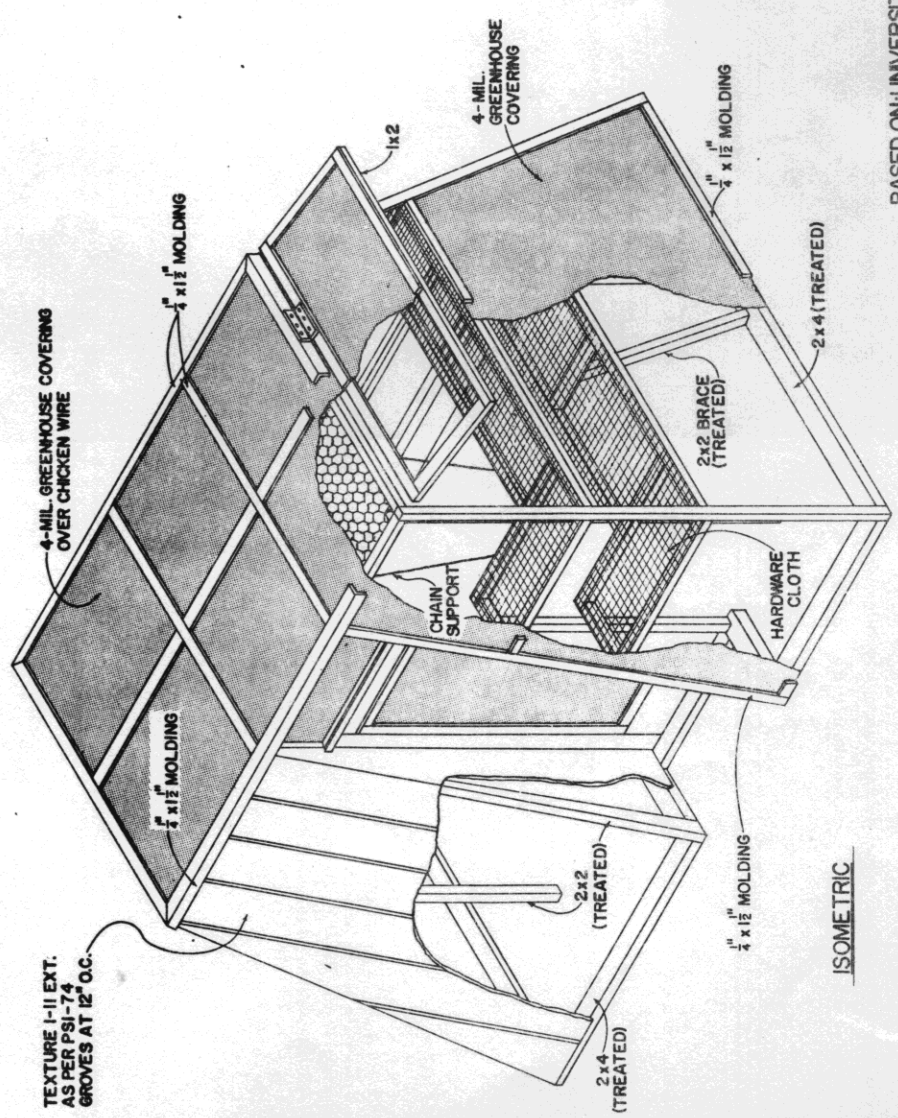 TEXTURE 1-11 EXT.
AS PER PS1-74
GROVES AT 12" O.C.
1/4" x 1 1/2" MOLDING
4-MIL. GREENHOUSE COVERING
OVER CHICKEN WIRE
1/4" x 1 1/2" MOLDING
1x2
4-MIL.
GREENHOUSE
COVERING
1/4" x 1 1/2" MOLDING
CHAIN
SUPPORT
2x2 BRACE
(TREATED)
2x4 (TREATED)
HARDWARE
CLOTH
2x2
(TREATED)
1/4" x 1 1/2" MOLDING
2x4
(TREATED)
ISOMETRIC
BASED ON: UNIVERSIT